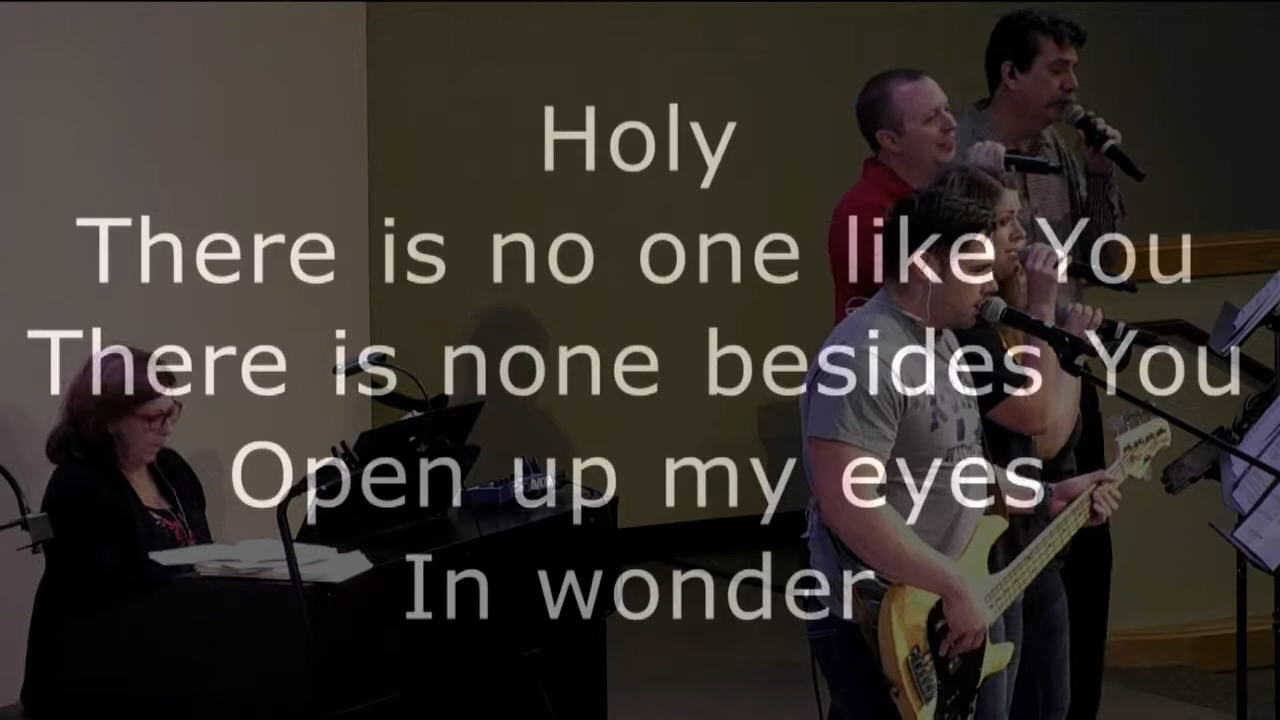 Holy
There is no one like You
There is none besides You
Open up my eyes
In wonder